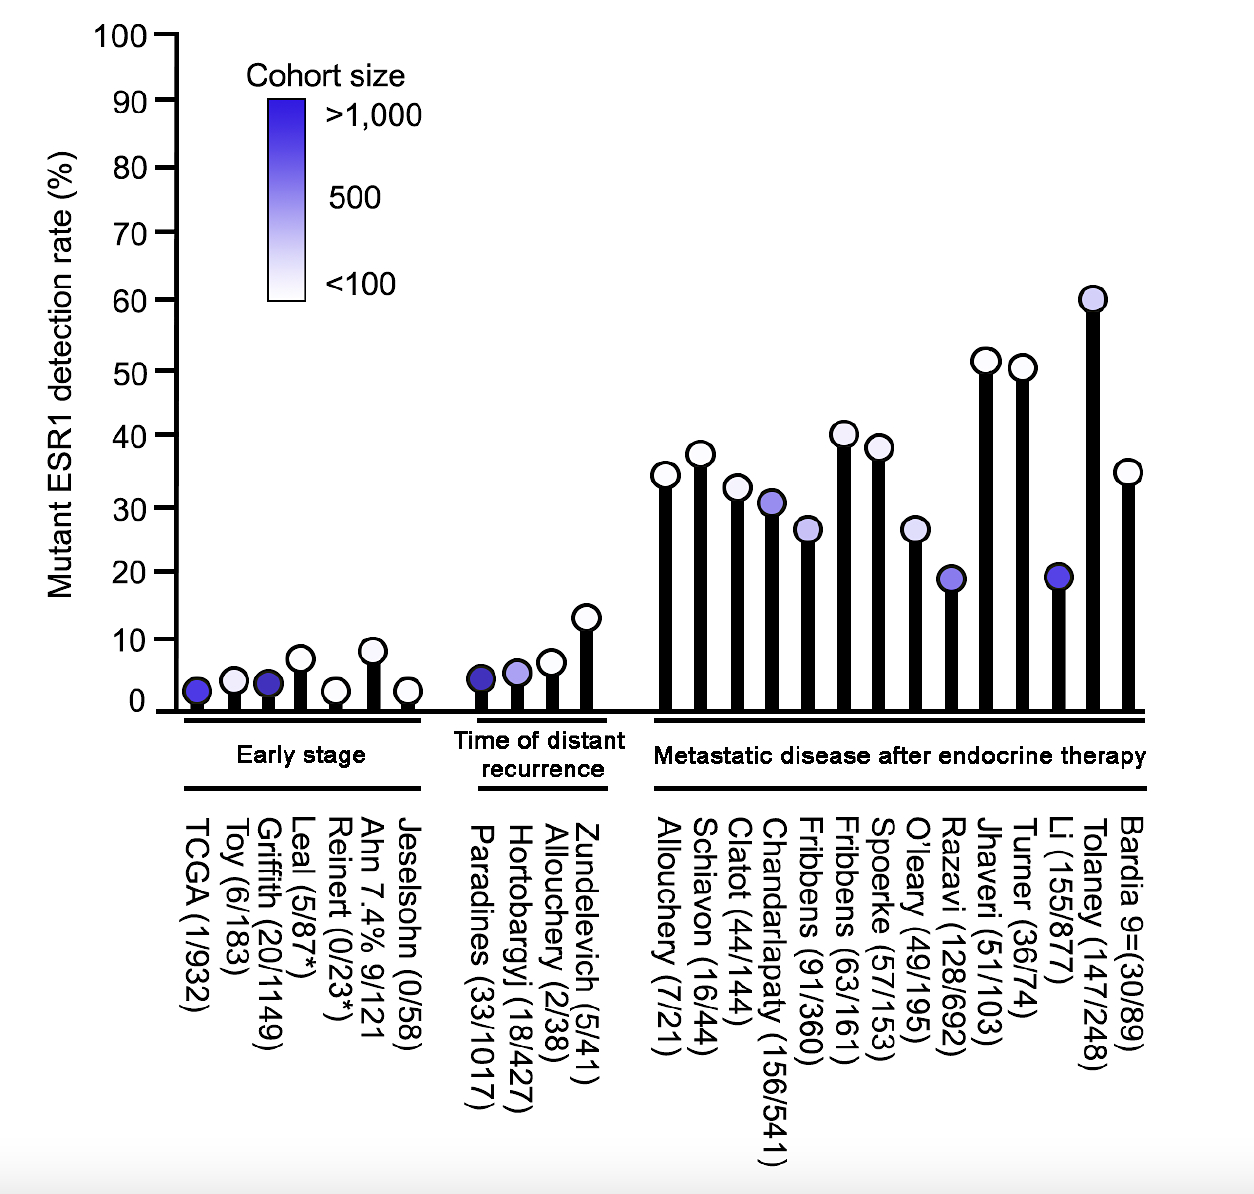 100
90
80
70
60
50
40
30
20
10
0
Mutant ESR1 detection rate (%)
Cohort size
>1,000
500
<100
Early stage
Time of distant
recurrence
Metastatic disease after endocrine therapy
TCGA (1/932)
Toy (6/183)
Griffith (20/1149)
Leal (5/87*)
Reinert (0/23*)
Ahn 7.4% 9/121
Jeselsohn (0/58)
Paradines (33/1017)
Hortobargyj (18/427)
Allouchery (2/38)
Zundelevich (5/41)
Allouchery (7/21)
Schiavon (16/44)
Clatot (44/144)
Chandarlapaty (156/541)
Fribbens (91/360)
Fribbens (63/161)
Spoerke (57/153)
O'leary (49/195)
Razavi (128/692)
Jhaveri (51/103)
Turner (36/74)
Li (155/877)
Tolaney (147/248)
Bardia 9=(30/89)